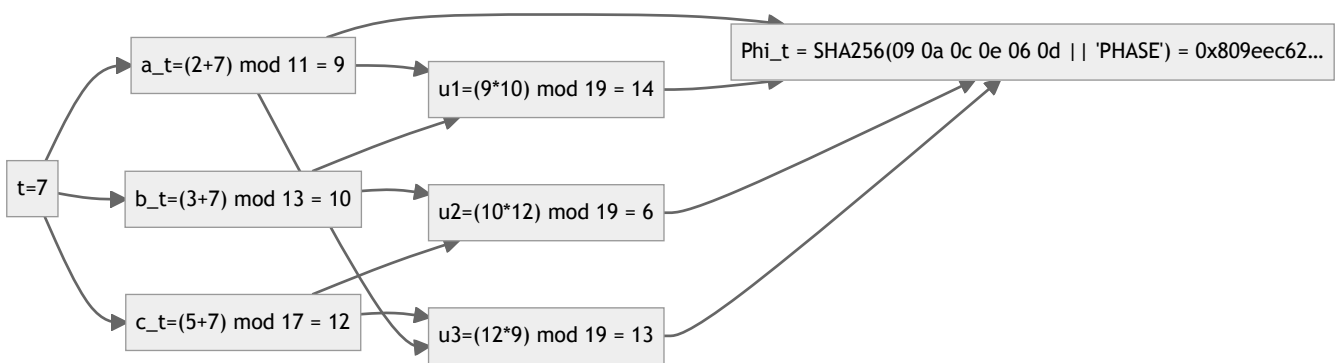 t=7
a_t=(2+7) mod 11 = 9
b_t=(3+7) mod 13 = 10
c_t=(5+7) mod 17 = 12
u1=(9*10) mod 19 = 14
u2=(10*12) mod 19 = 6
u3=(12*9) mod 19 = 13
Phi_t = SHA256(09 0a 0c 0e 06 0d || 'PHASE') = 0x809eec62...